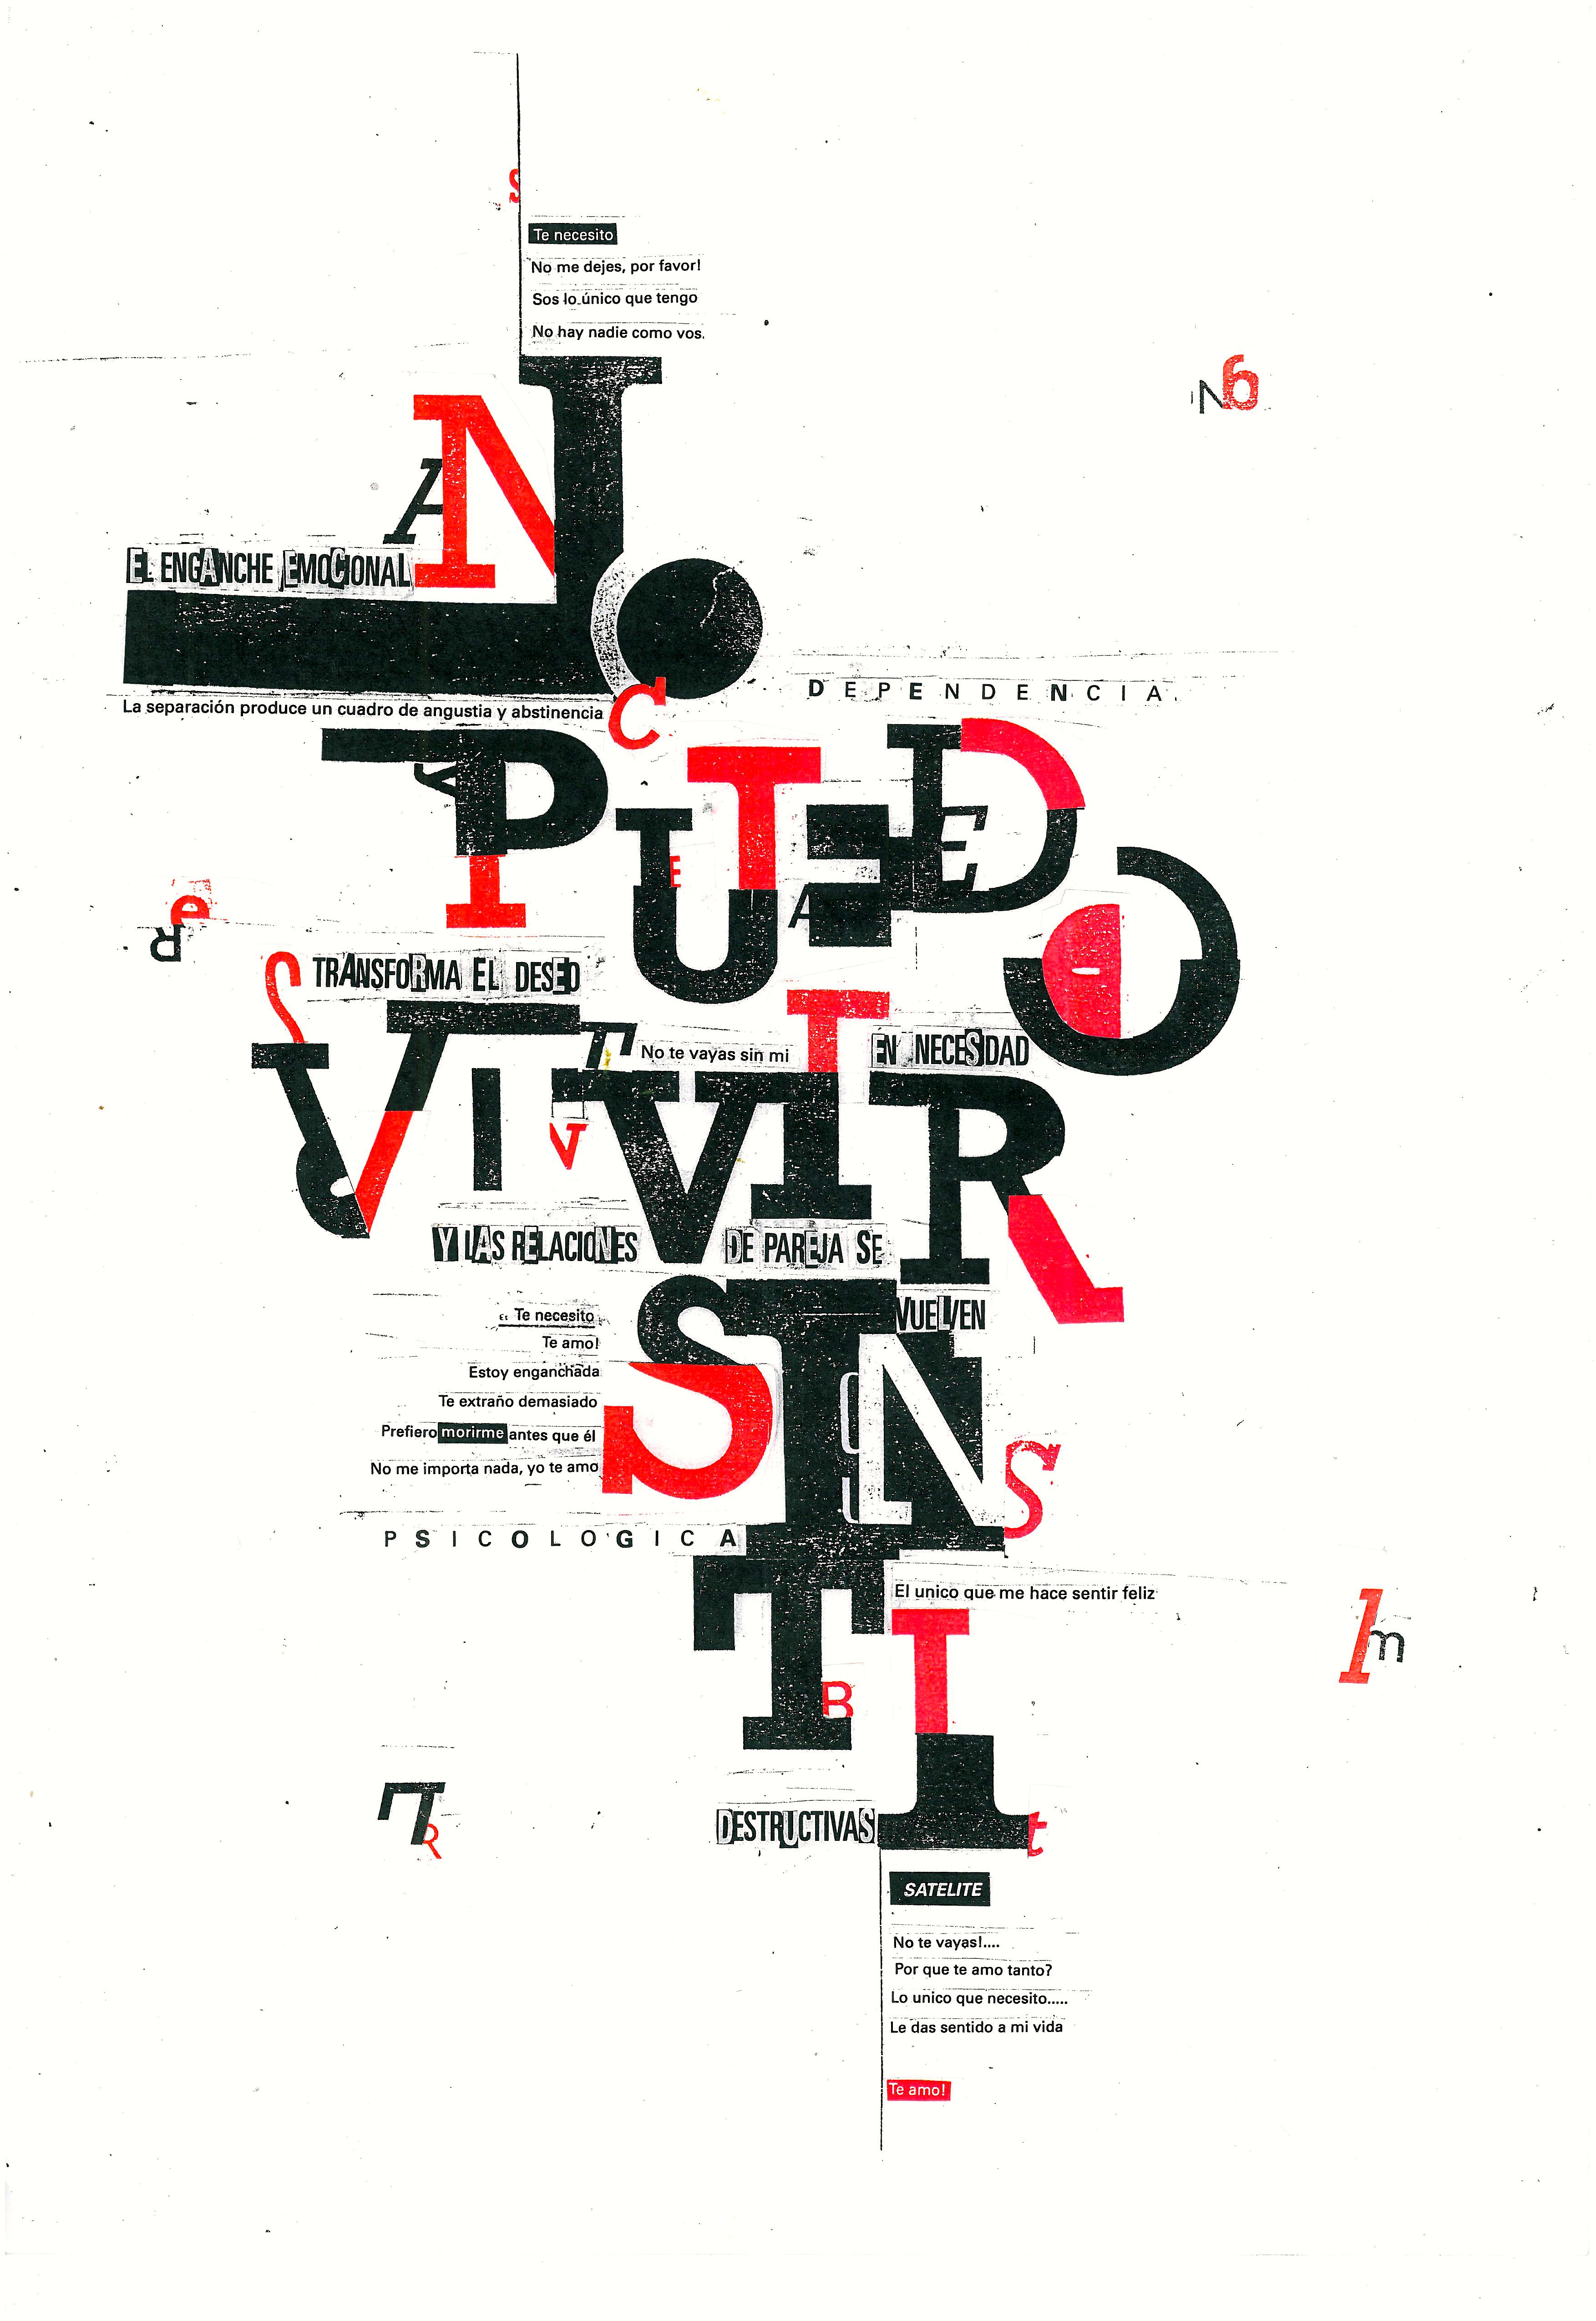 S
Te necesito
No me dejes, por favor!
Sos lo único que tengo
No hay nadie como vos.
N6
A
NO
EL ENGANCHE EMOCIONAL
La separación produce un cuadro de angustia y abstinencia
C
DEPENDENCIA
PUEDO
E
A
E
e
R
S
TRANSFORMA EL DESEO
No te vayas sin mi
EN NECESIDAD
VIVIR
V
Y LAS RELACIONES
DE PAREJA SE
VUELVEN
Te necesito
Te amo!
Estoy enganchada
Te extraño demasiado
Prefiero morirme antes que él
No me importa nada, yo te amo
SIN
S
PSICOLOGICA
El unico que me hace sentir feliz
TI
B
lm
R
DESTRUCTIVAS
t
SATELITE
No te vayas!....
Por que te amo tanto?
Lo unico que necesito.....
Le das sentido a mi vida
Te amo!